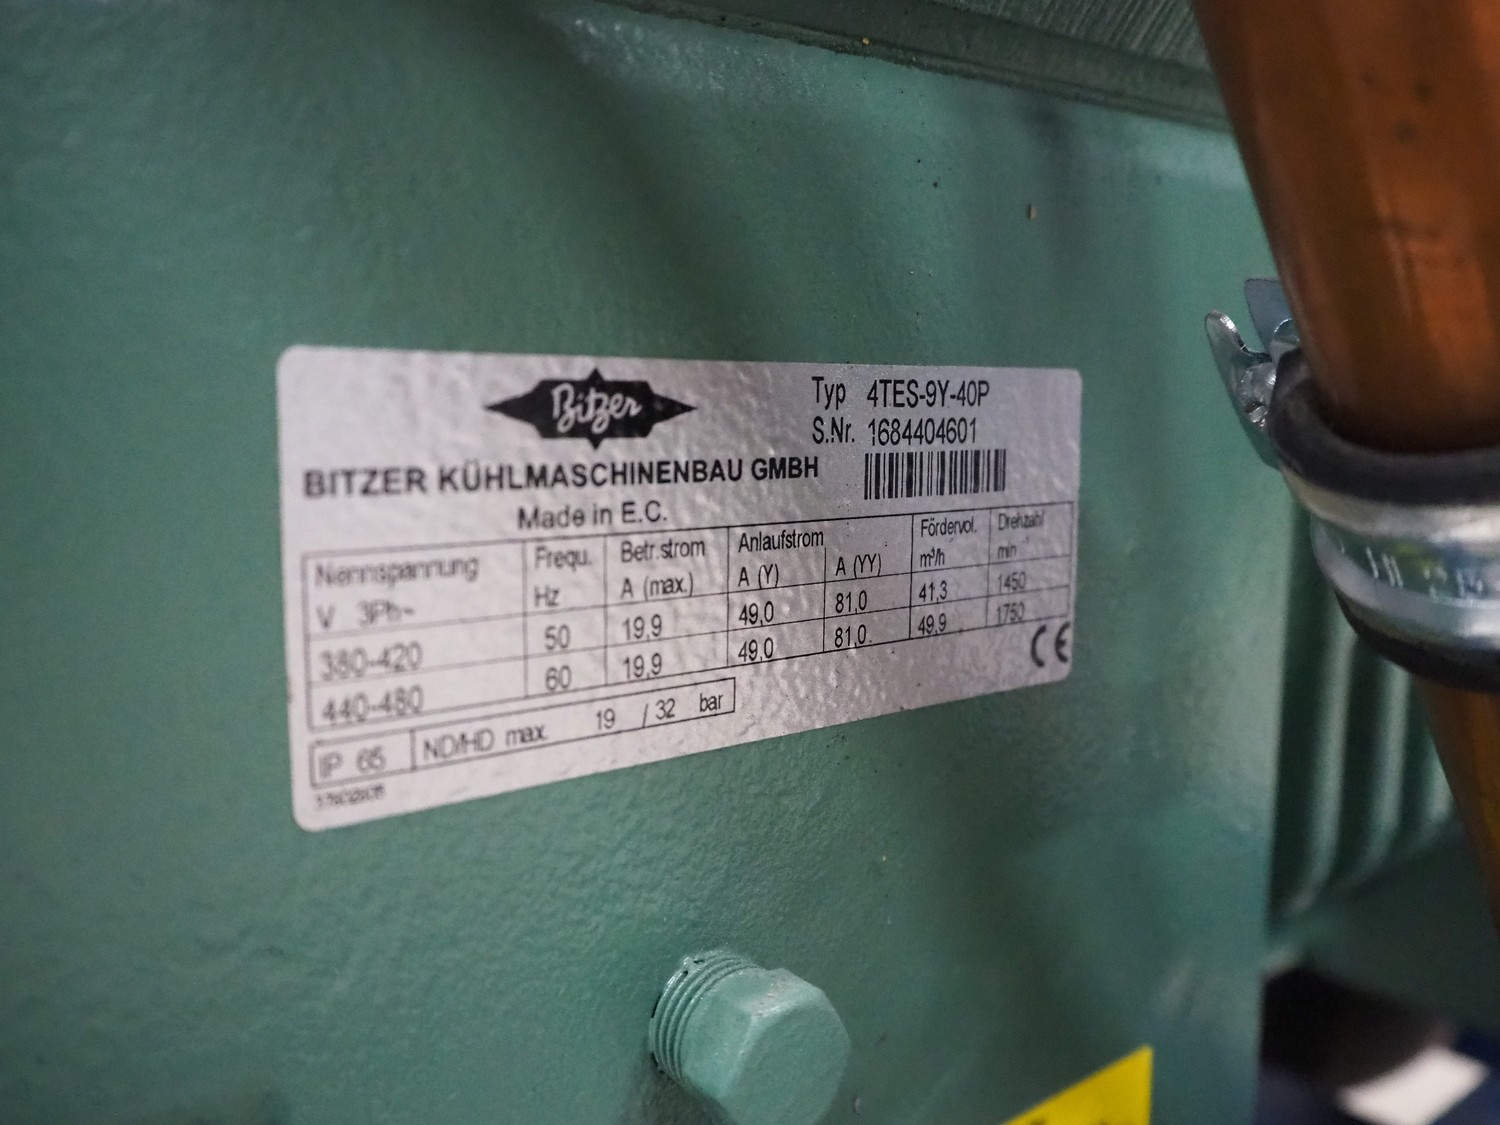 Bitzer
Typ 4TES-9Y-40P
S.Nr. 1684404601
BITZER KÜHLMASCHINENBAU GMBH
Made in E.C.
Nennspannung Frequ. Betr.strom Anlaufstrom Fördervol. Drehzahl
V 3Ph~ Hz A (max.) A (Y) A (YY) m³/h min⁻¹
380-420 50 19,9 49,0 81,0 41,3 1450
440-480 60 19,9 49,0 81,0 49,9 1750
IP 65 ND/HD max. 19 / 32 bar
CE